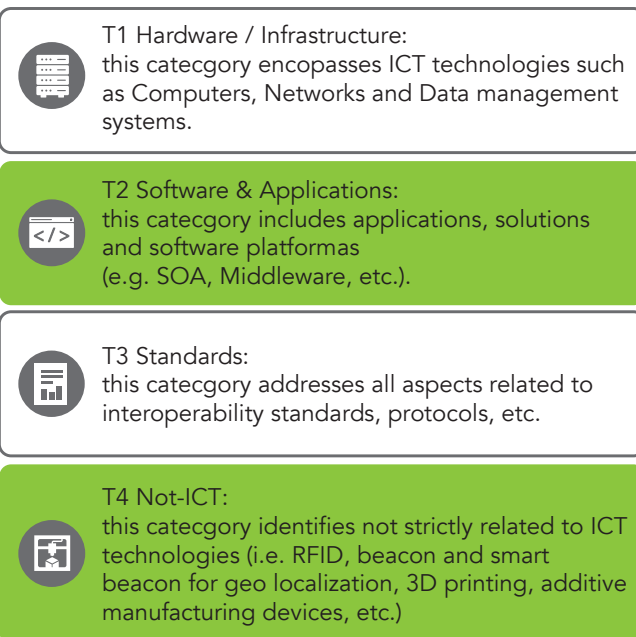 T1 Hardware / Infrastructure:
this catecgory encopasses ICT technologies such
as Computers, Networks and Data management
systems.
T2 Software & Applications:
this catecgory includes applications, solutions
and software platformas
(e.g. SOA, Middleware, etc.).
</>
T3 Standards:
this catecgory addresses all aspects related to
interoperability standards, protocols, etc.
T4 Not-ICT:
this catecgory identifies not strictly related to ICT
technologies (i.e. RFID, beacon and smart
beacon for geo localization, 3D printing, additive
manufacturing devices, etc.)